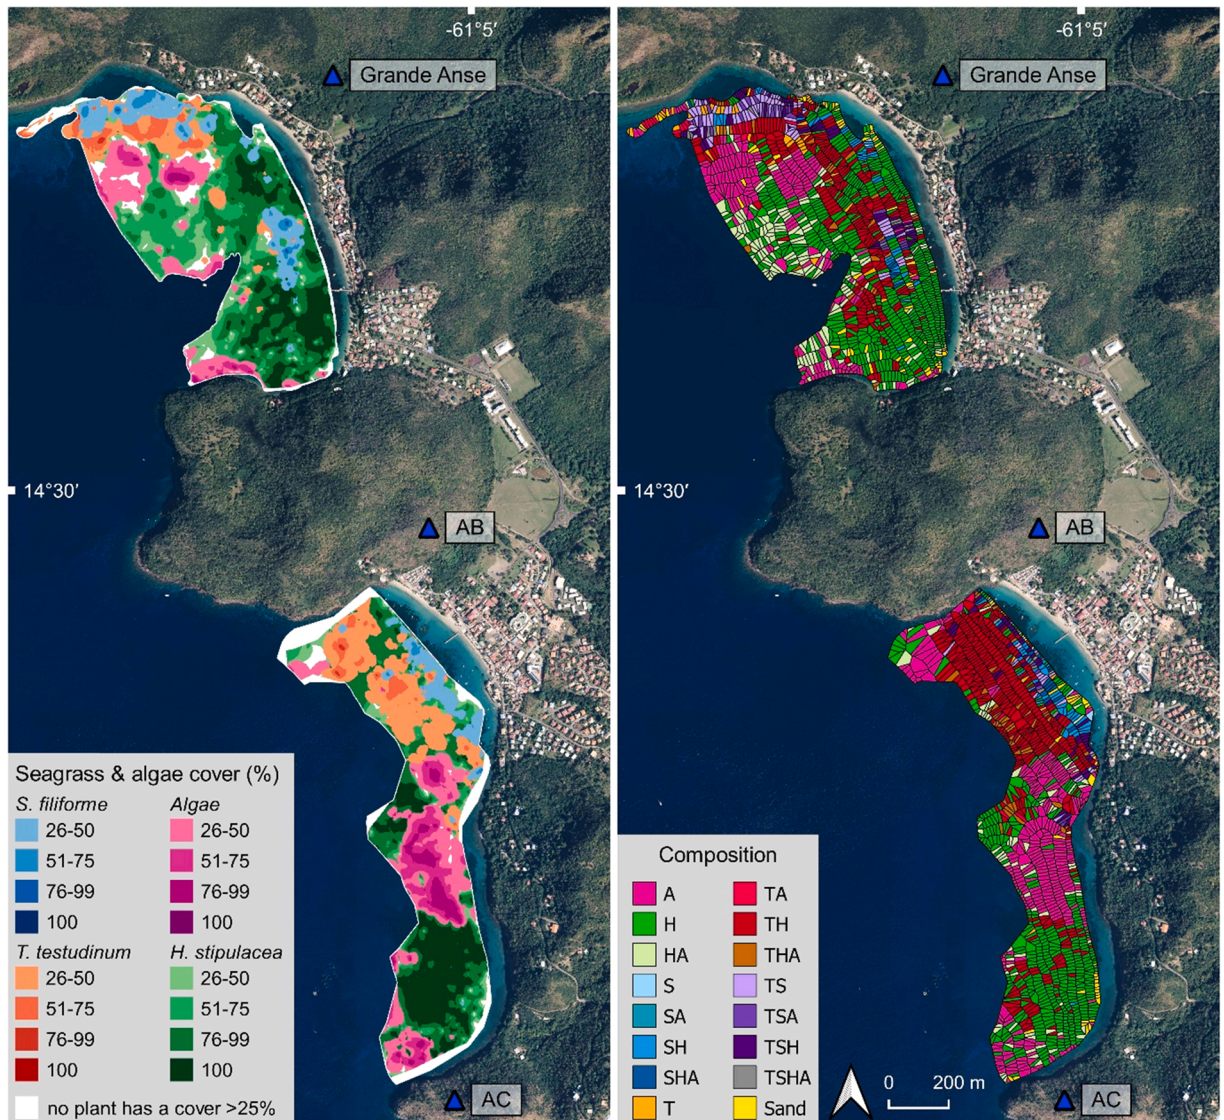 -61°5′
-61°5′
Grande Anse
Grande Anse
14°30′
14°30′
AB
AB
Seagrass & algae cover (%)
S. filiforme
Algae
26-50
26-50
51-75
51-75
76-99
76-99
100
100
T. testudinum
H. stipulacea
26-50
26-50
51-75
51-75
76-99
76-99
100
100
no plant has a cover >25%
AC
Composition
A
TA
H
TH
HA
THA
S
TS
SA
TSA
SH
TSH
SHA
TSHA
T
Sand
0
200 m
AC